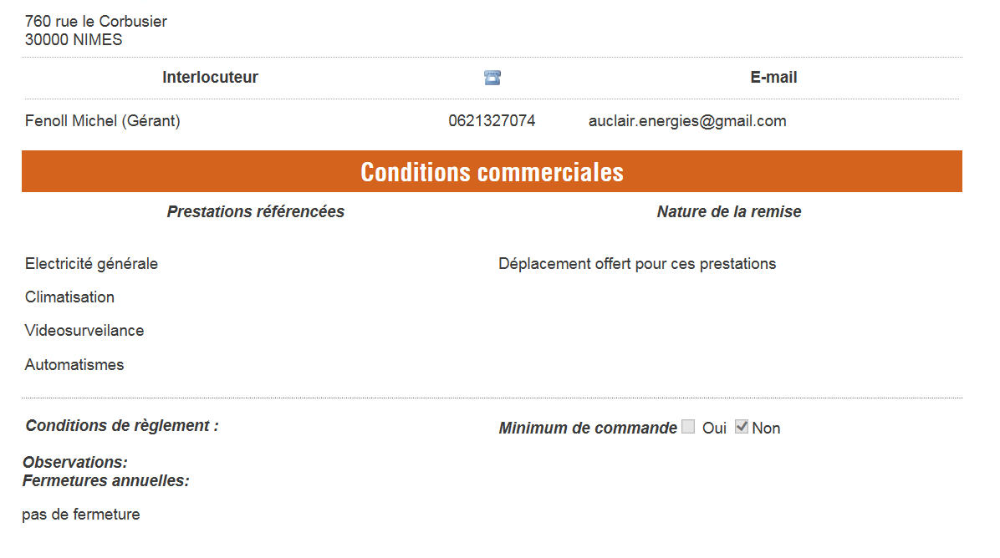 760 rue le Corbusier
30000 NIMES
Interlocuteur E-mail
Fenoll Michel (Gérant) 0621327074 auclair.energies@gmail.com
Conditions commerciales
Prestations référencées Nature de la remise
Electricité générale Déplacement offert pour ces prestations
Climatisation
Videosurveilance
Automatismes
Conditions de règlement : Minimum de commande Oui Non
Observations:
Fermetures annuelles:
pas de fermeture